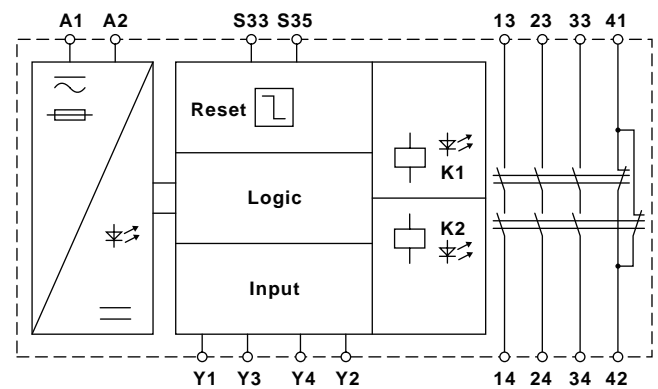 A1 A2 S33 S35 13 23 33 41
Reset
K1
Logic
K2
Input
Y1 Y3 Y4 Y2 14 24 34 42